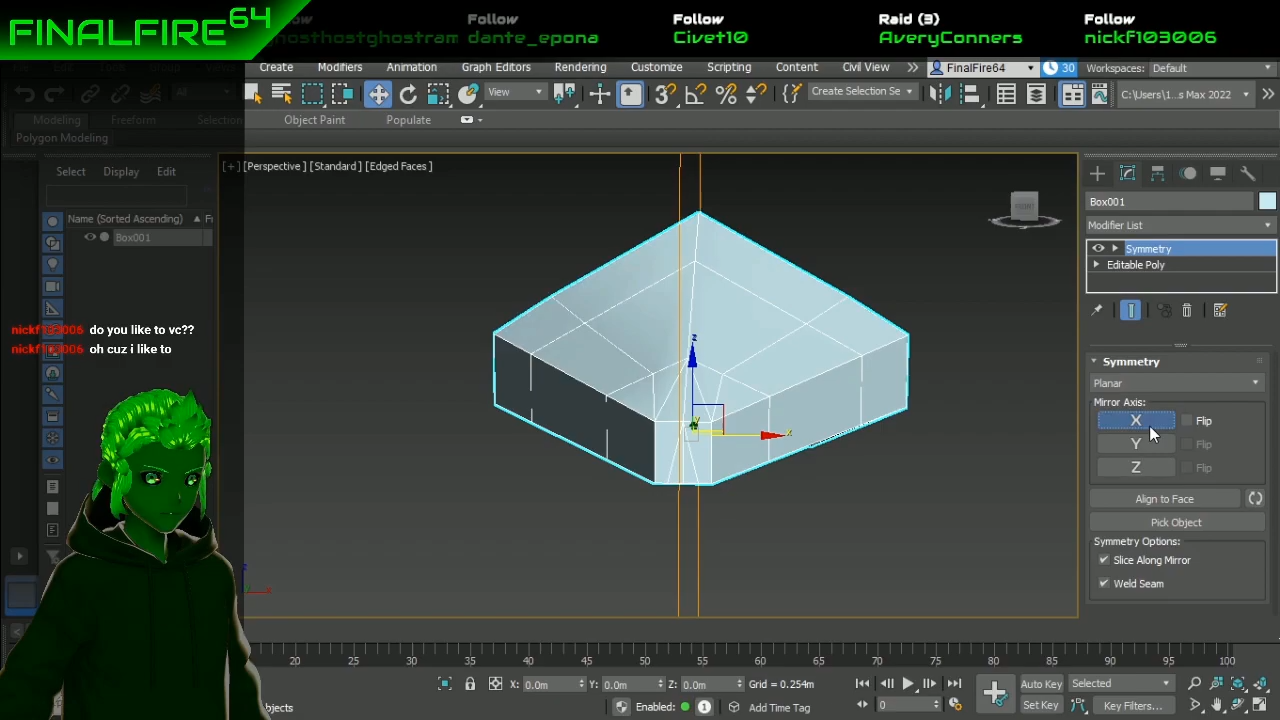 FINALFIRE64
Follow
ghosthostghostram
Follow
dante_epona
Follow
Civet10
Raid (3)
AveryConners
Follow
nickf103006
Create
Modifiers
Animation
Graph Editors
Rendering
Customize
Scripting
Content
Civil View
FinalFire64
30
Workspaces: Default
All
View
Create Selection Se
C:\Users\1...s Max 2022
Modeling
Freeform
Selection
Object Paint
Populate
Polygon Modeling
Select
Display
Edit
[+] [Perspective ] [Standard ] [Edged Faces ]
FRONT
Box001
Name (Sorted Ascending)
Fr
Box001
Modifier List
Symmetry
Editable Poly
nickf103006 do you like to vc??
nickf103006 oh cuz i like to
z
y
x
Symmetry
Planar
Mirror Axis:
X
Flip
Y
Flip
Z
Flip
Align to Face
Pick Object
Symmetry Options:
Slice Along Mirror
Weld Seam
z
x
20 25 30 35 40 45 50 55 60 65 70 75 80 85 90 95 100
X: 0.0m
Y: 0.0m
Z: 0.0m
Grid = 0.254m
Auto Key
Selected
bjects
Enabled:
1
Add Time Tag
0
Set Key
Key Filters...